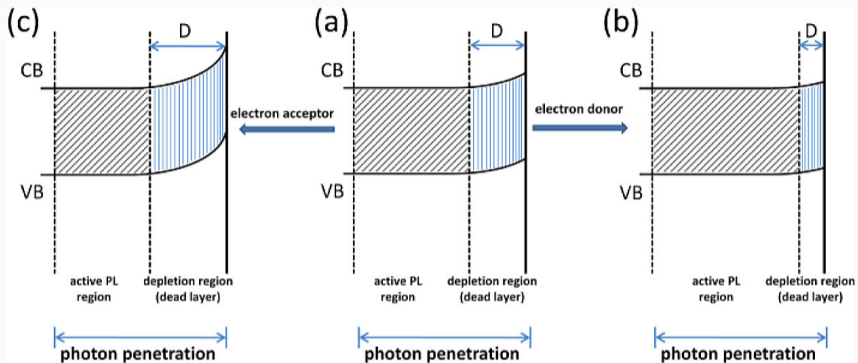 (c)
D
CB
VB
electron acceptor
active PL
region
depletion region
(dead layer)
photon penetration
(a)
D
CB
VB
electron donor
active PL
region
depletion region
(dead layer)
photon penetration
(b)
D
CB
VB
active PL
region
depletion region
(dead layer)
photon penetration